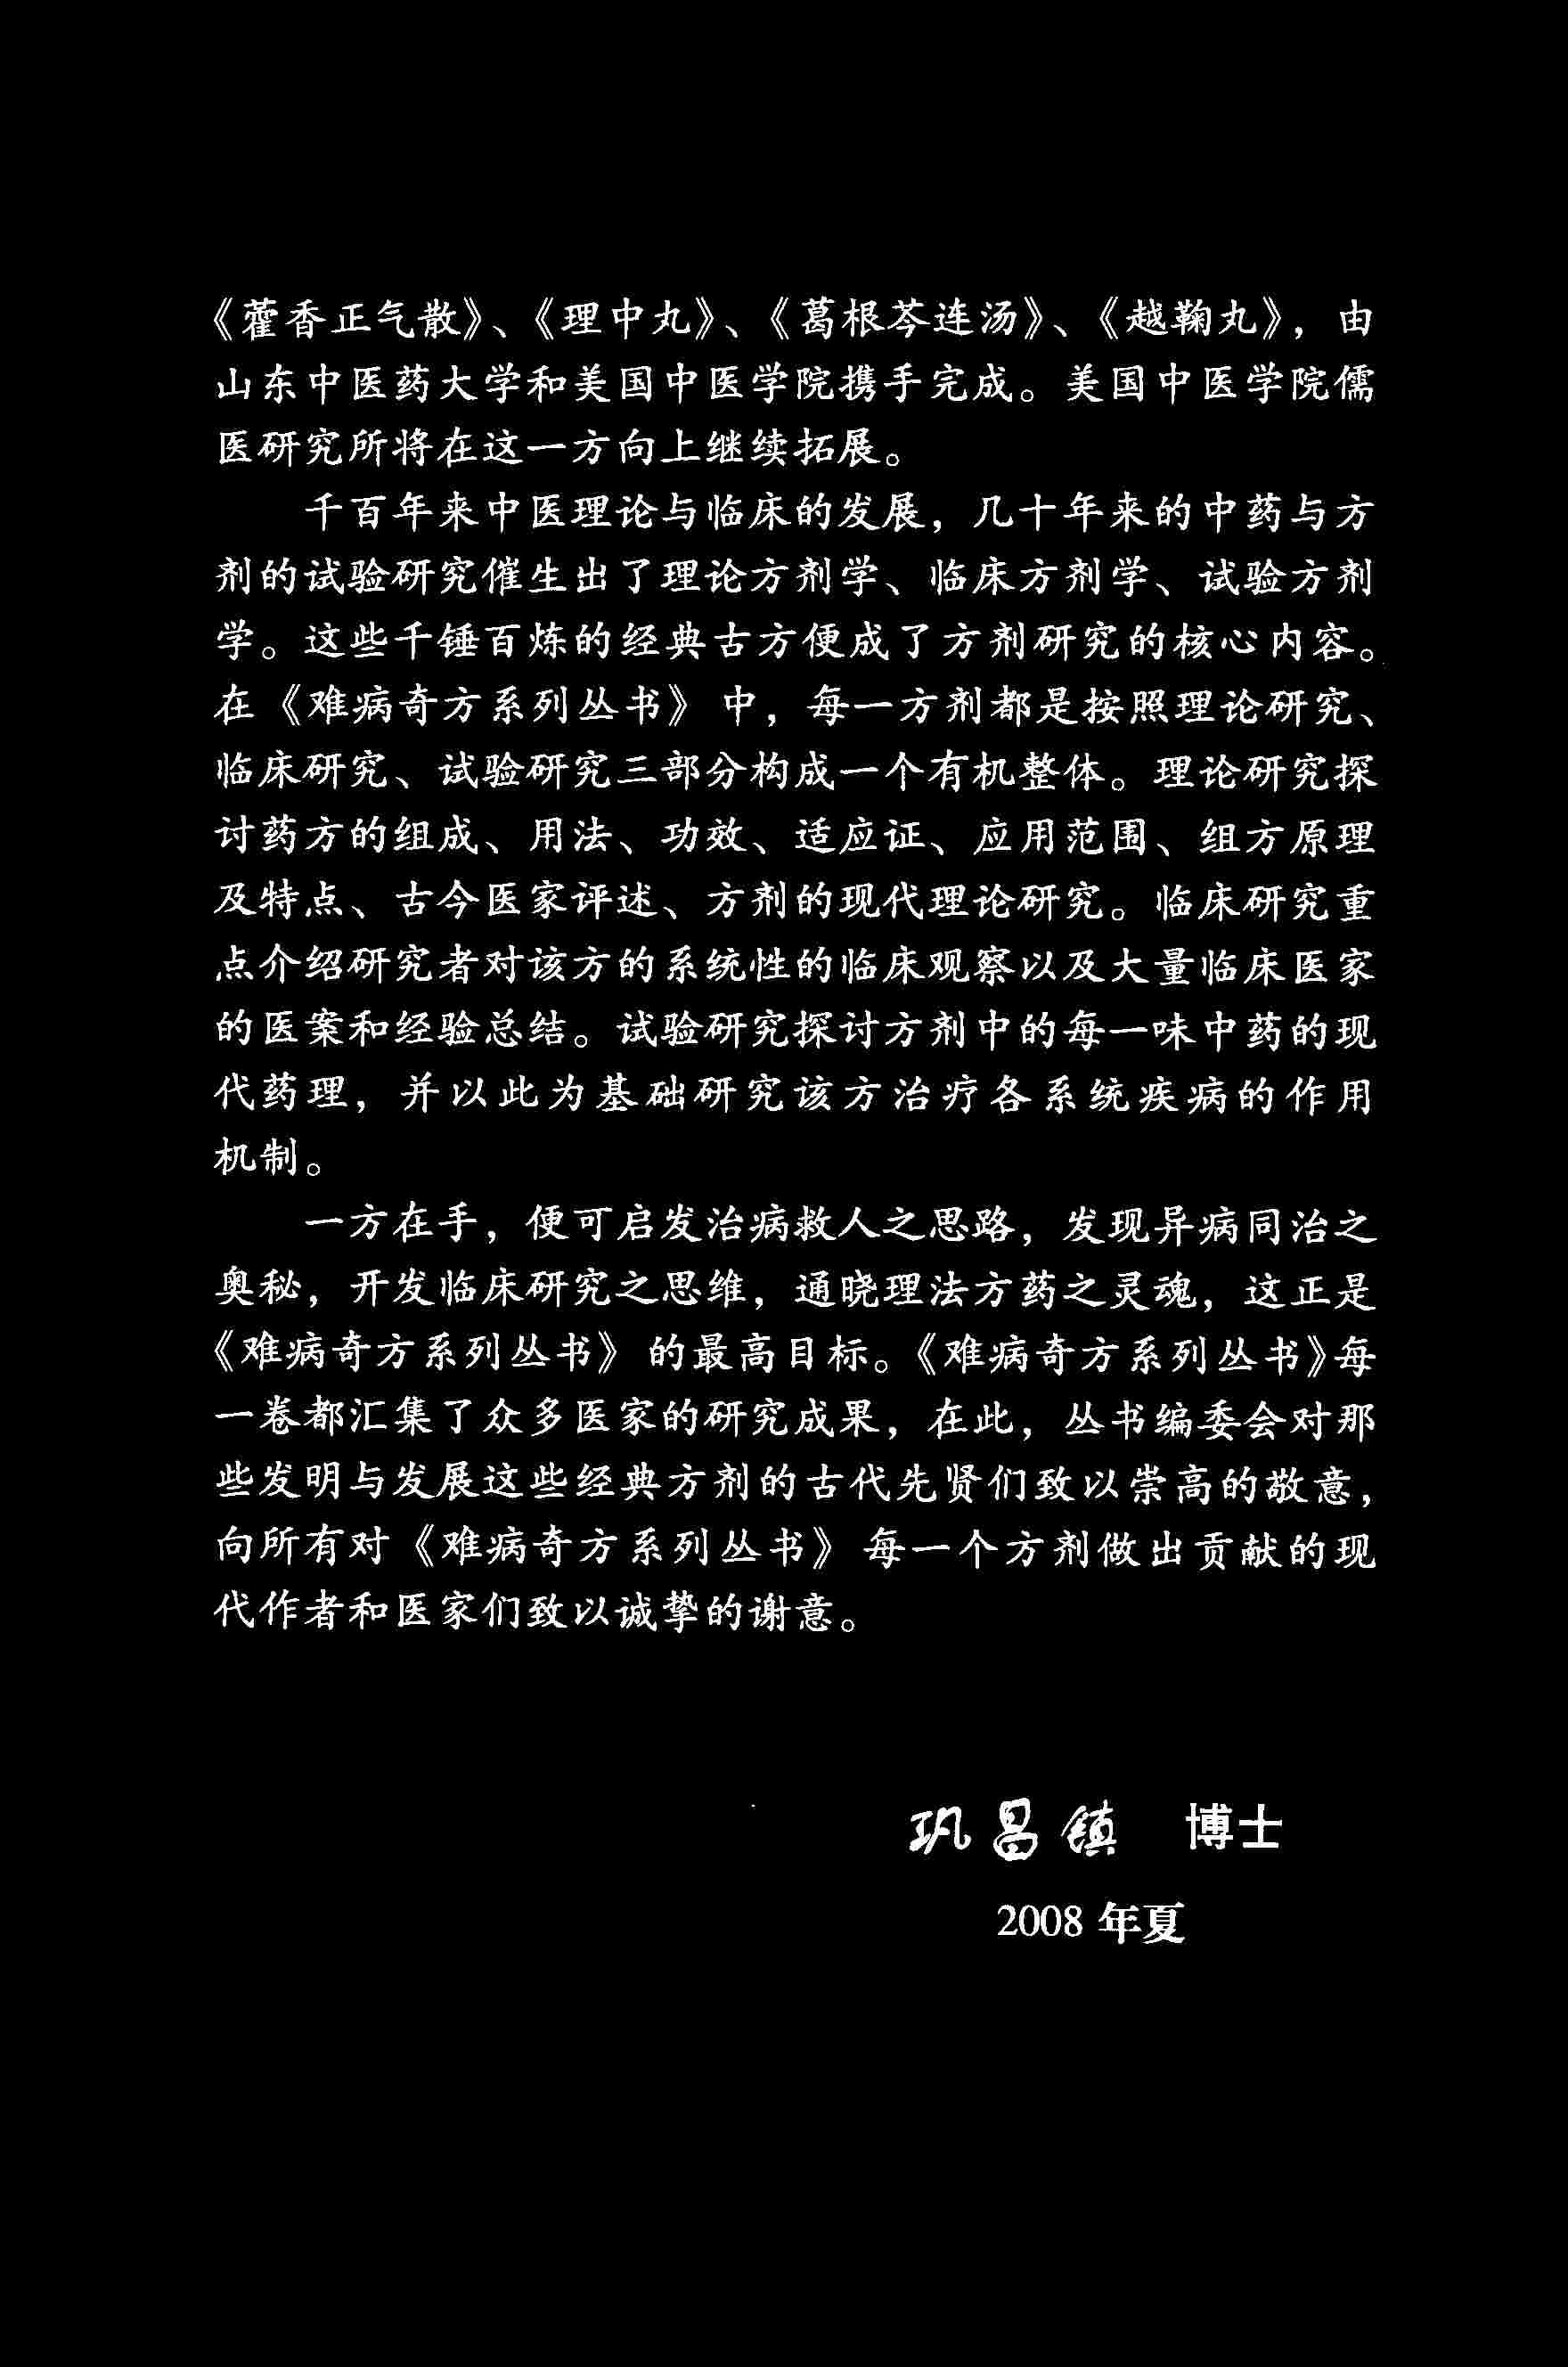 《藿香正气散》、《理中丸》、《葛根芩连汤》、《越鞠丸》，由
山东中医药大学和美国中医学院携手完成。美国中医学院儒
医研究所将在这一方向上继续拓展。
千百年来中医理论与临床的发展，几十年来的中药与方
剂的试验研究催生出了理论方剂学、临床方剂学、试验方剂
学。这些千锤百炼的经典古方便成了方剂研究的核心内容。
在《难病奇方系列丛书》中，每一方剂都是按照理论研究、
临床研究、试验研究三部分构成一个有机整体。理论研究探
讨药方的组成、用法、功效、适应证、应用范围、组方原理
及特点、古今医家评述、方剂的现代理论研究。临床研究重
点介绍研究者对该方的系统性的临床观察以及大量临床医家
的医案和经验总结。试验研究探讨方剂中的每一味中药的现
代药理，并以此为基础研究该方治疗各系统疾病的作用
机制。
一方在手，便可启发治病救人之思路，发现异病同治之
奥秘，开发临床研究之思维，通晓理法方药之灵魂，这正是
《难病奇方系列丛书》的最高目标。《难病奇方系列丛书》每
一卷都汇集了众多医家的研究成果，在此，丛书编委会对那
些发明与发展这些经典方剂的古代先贤们致以崇高的敬意，
向所有对《难病奇方系列丛书》每一个方剂做出贡献的现
代作者和医家们致以诚挚的谢意。
巩昌镇 博士
2008 年夏